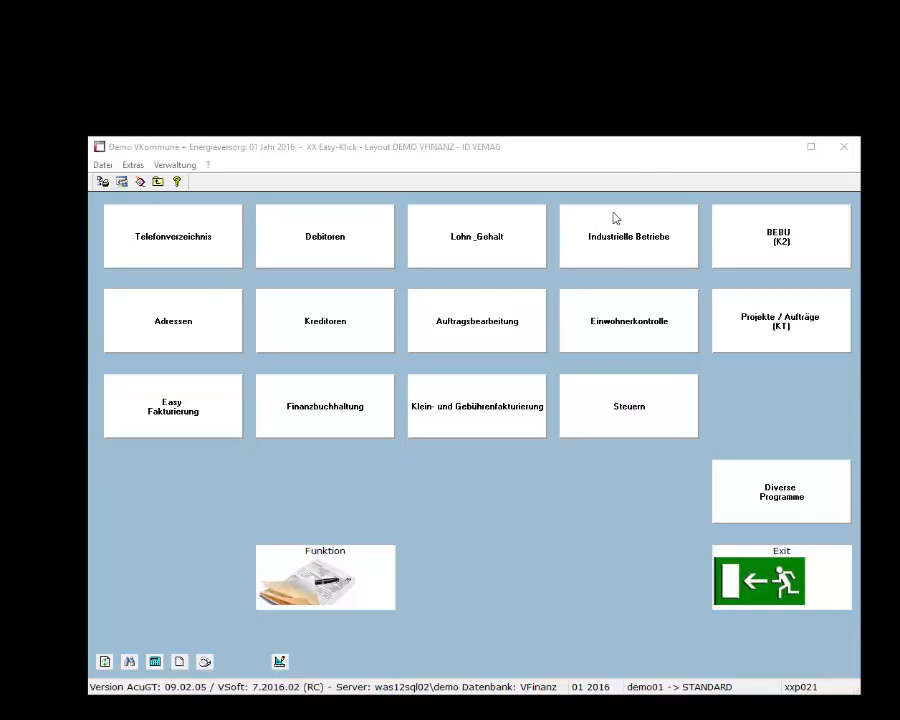 Demo VKommune + Energieversorg: 01 Jahr 2016 - XX Easy-Klick - Layout DEMO VFINANZ - ID VEMAG
Datei Extras Verwaltung ?
Telefonverzeichnis
Debitoren
Lohn_Gehalt
Industrielle Betriebe
BEBU
(K2)
Adressen
Kreditoren
Auftragsbearbeitung
Einwohnerkontrolle
Projekte / Aufträge
(KT)
Easy
Fakturierung
Finanzbuchhaltung
Klein- und Gebührenfakturierung
Steuern
Diverse
Programme
Funktion
Exit
Version AcuGT: 09.02.05 / VSoft: 7.2016.02 (RC) - Server: was12sql02\demo Datenbank: VFinanz 01 2016 demo01 -> STANDARD xxp021